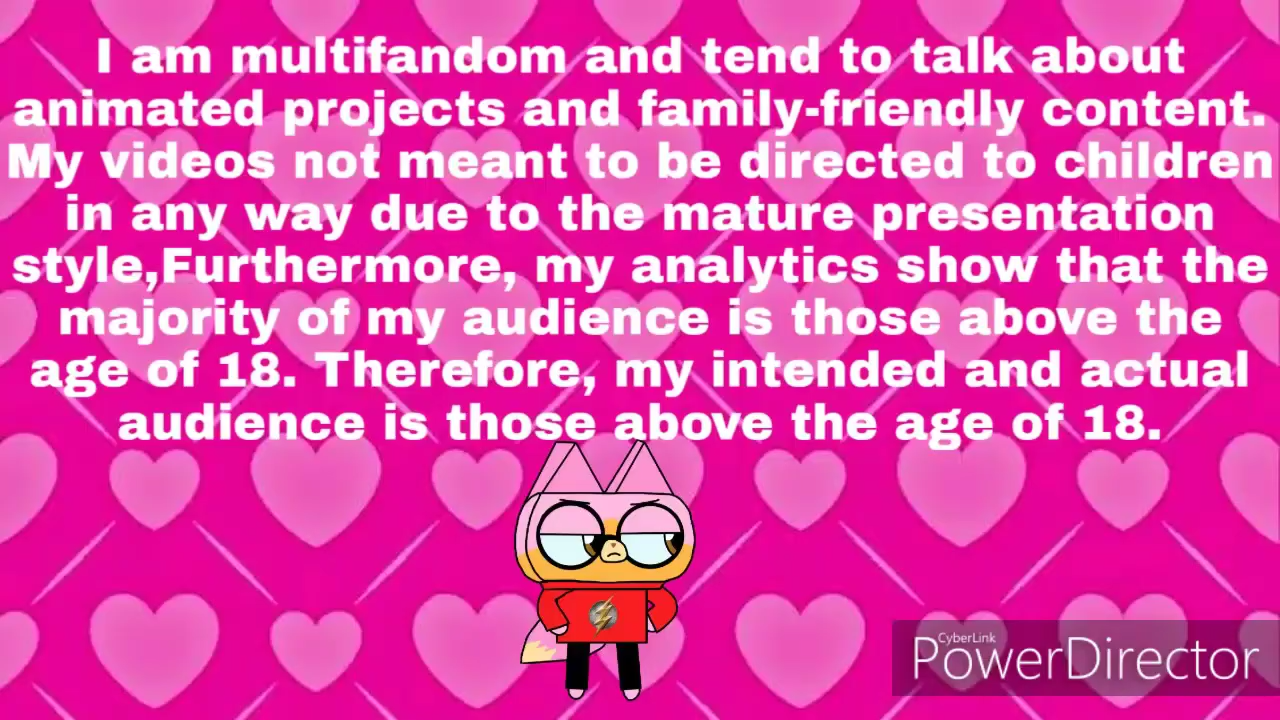 I am multifandom and tend to talk about
animated projects and family-friendly content.
My videos not meant to be directed to children
in any way due to the mature presentation
style,Furthermore, my analytics show that the
majority of my audience is those above the
age of 18. Therefore, my intended and actual
audience is those above the age of 18.
CyberLink
PowerDirector